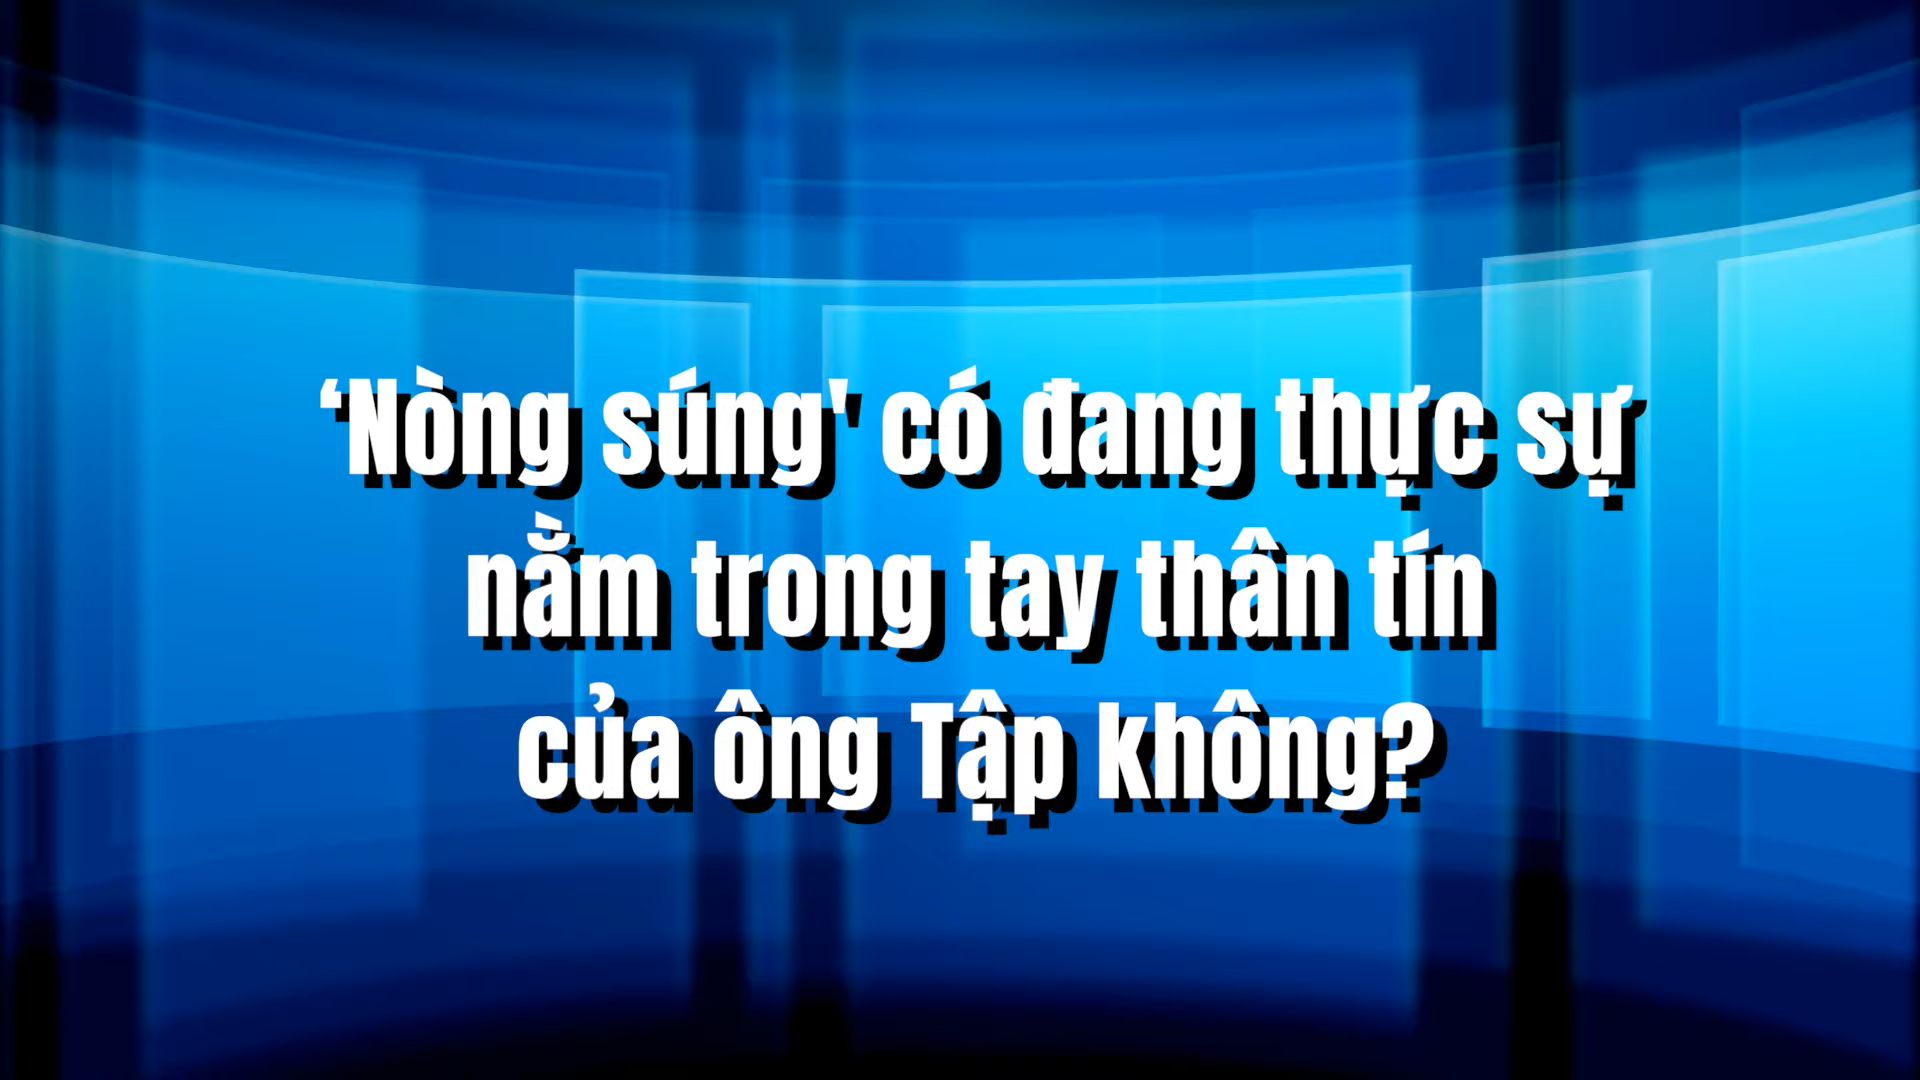 ‘Nòng súng' có đang thực sự
nằm trong tay thân tín
của ông Tập không?